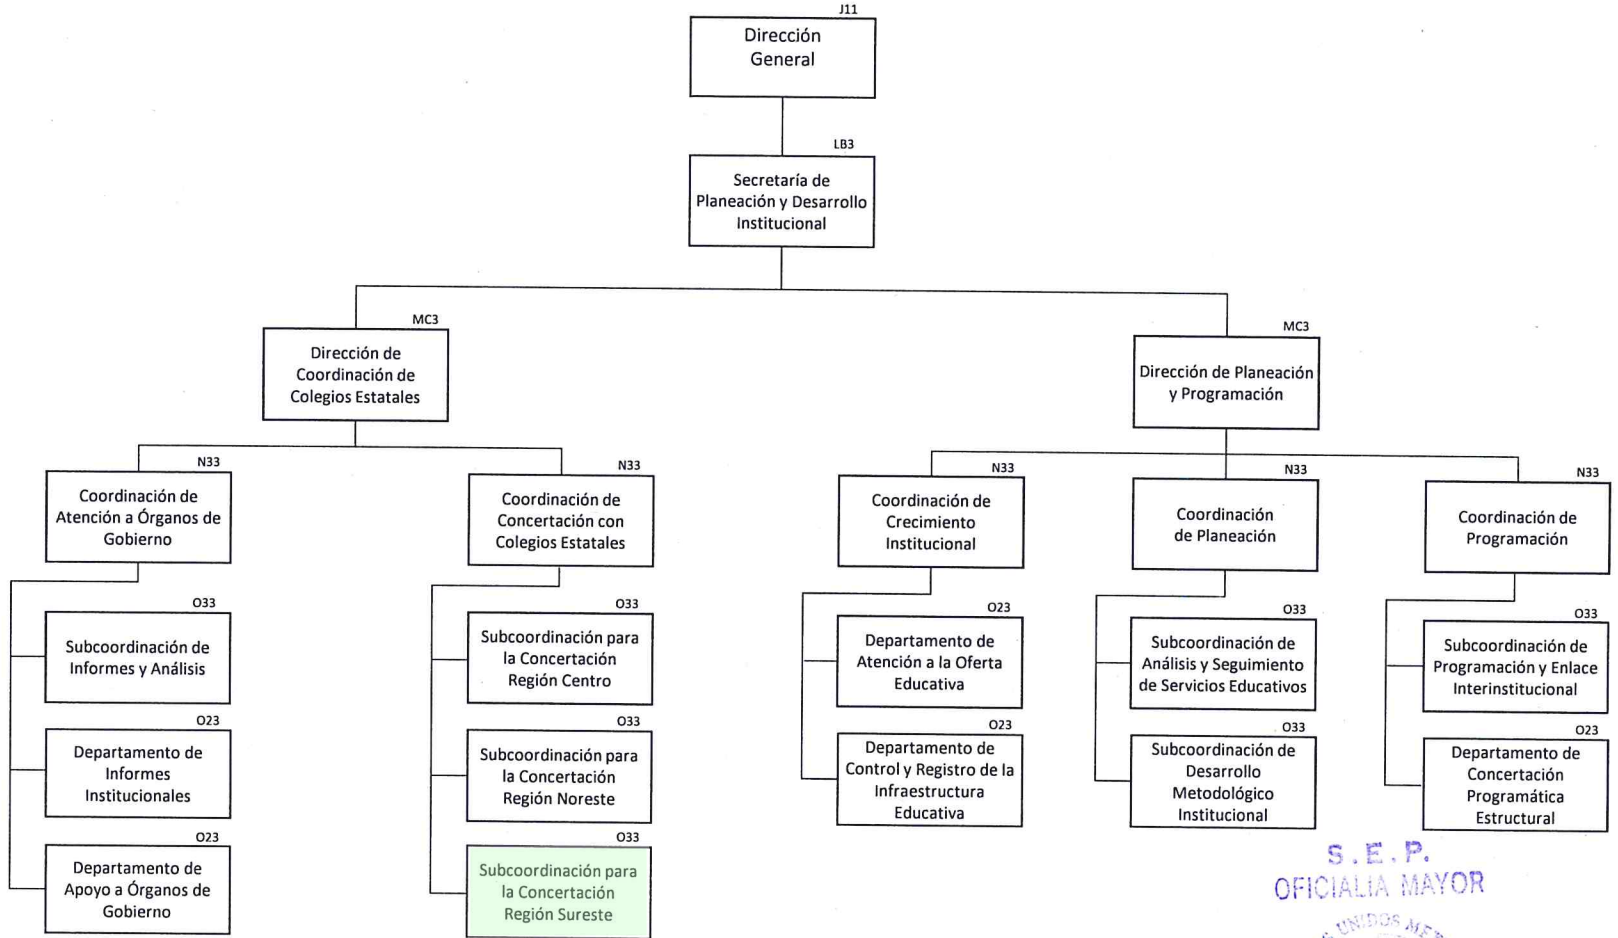 J11
Dirección
General
LB3
Secretaría de
Planeación y Desarrollo
Institucional
MC3
Dirección de
Coordinación de
Colegios Estatales
MC3
Dirección de Planeación
y Programación
N33
Coordinación de
Atención a Órganos de
Gobierno
N33
Coordinación de
Concertación con
Colegios Estatales
N33
Coordinación de
Crecimiento
Institucional
N33
Coordinación
de Planeación
N33
Coordinación de
Programación
O33
Subcoordinación de
Informes y Análisis
O23
Departamento de
Informes
Institucionales
O23
Departamento de
Apoyo a Órganos de
Gobierno
O33
Subcoordinación para
la Concertación
Región Centro
O33
Subcoordinación para
la Concertación
Región Noreste
O33
Subcoordinación para
la Concertación
Región Sureste
O23
Departamento de
Atención a la Oferta
Educativa
O23
Departamento de
Control y Registro de la
Infraestructura
Educativa
O33
Subcoordinación de
Análisis y Seguimiento
de Servicios Educativos
O33
Subcoordinación de
Desarrollo
Metodológico
Institucional
O33
Subcoordinación de
Programación y Enlace
Interinstitucional
O23
Departamento de
Concertación
Programática
Estructural
S.E.P.
OFICIALIA MAYOR
UNIDOS